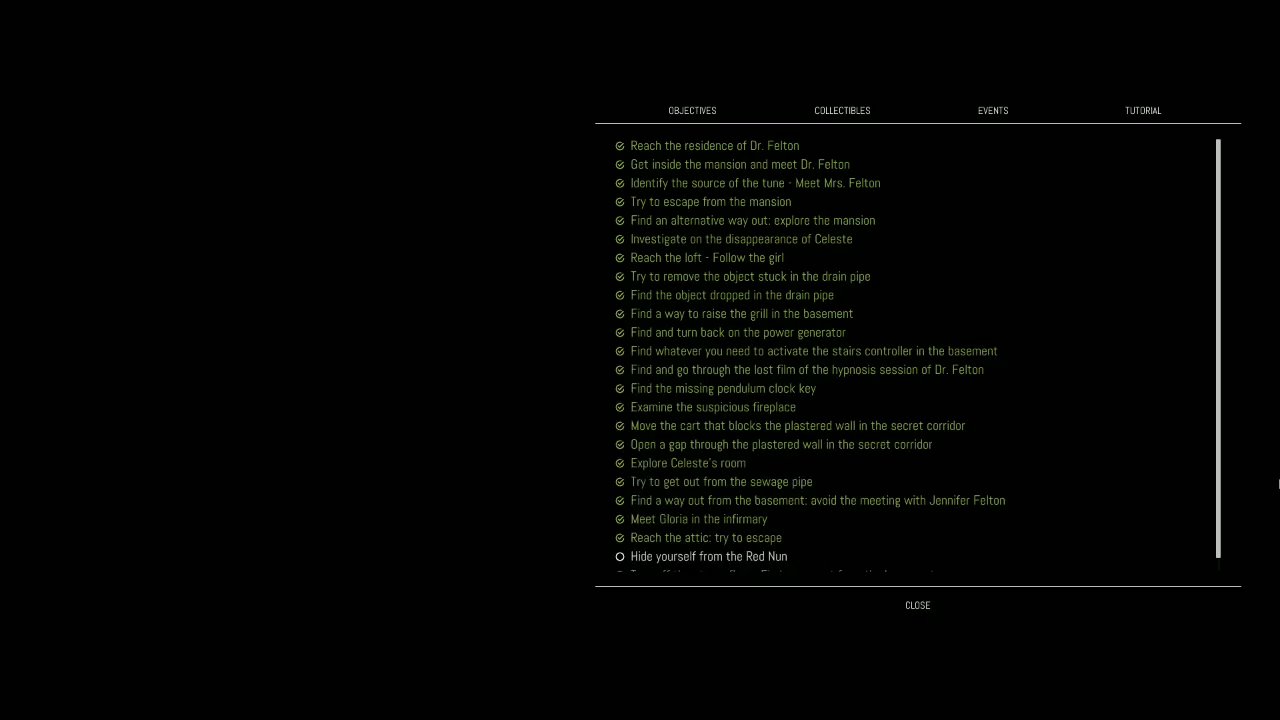 OBJECTIVES COLLECTIBLES EVENTS TUTORIAL
Reach the residence of Dr. Felton
Get inside the mansion and meet Dr. Felton
Identify the source of the tune - Meet Mrs. Felton
Try to escape from the mansion
Find an alternative way out: explore the mansion
Investigate on the disappearance of Celeste
Reach the loft - Follow the girl
Try to remove the object stuck in the drain pipe
Find the object dropped in the drain pipe
Find a way to raise the grill in the basement
Find and turn back on the power generator
Find whatever you need to activate the stairs controller in the basement
Find and go through the lost film of the hypnosis session of Dr. Felton
Find the missing pendulum clock key
Examine the suspicious fireplace
Move the cart that blocks the plastered wall in the secret corridor
Open a gap through the plastered wall in the secret corridor
Explore Celeste's room
Try to get out from the sewage pipe
Find a way out from the basement: avoid the meeting with Jennifer Felton
Meet Gloria in the infirmary
Reach the attic: try to escape
Hide yourself from the Red Nun
CLOSE